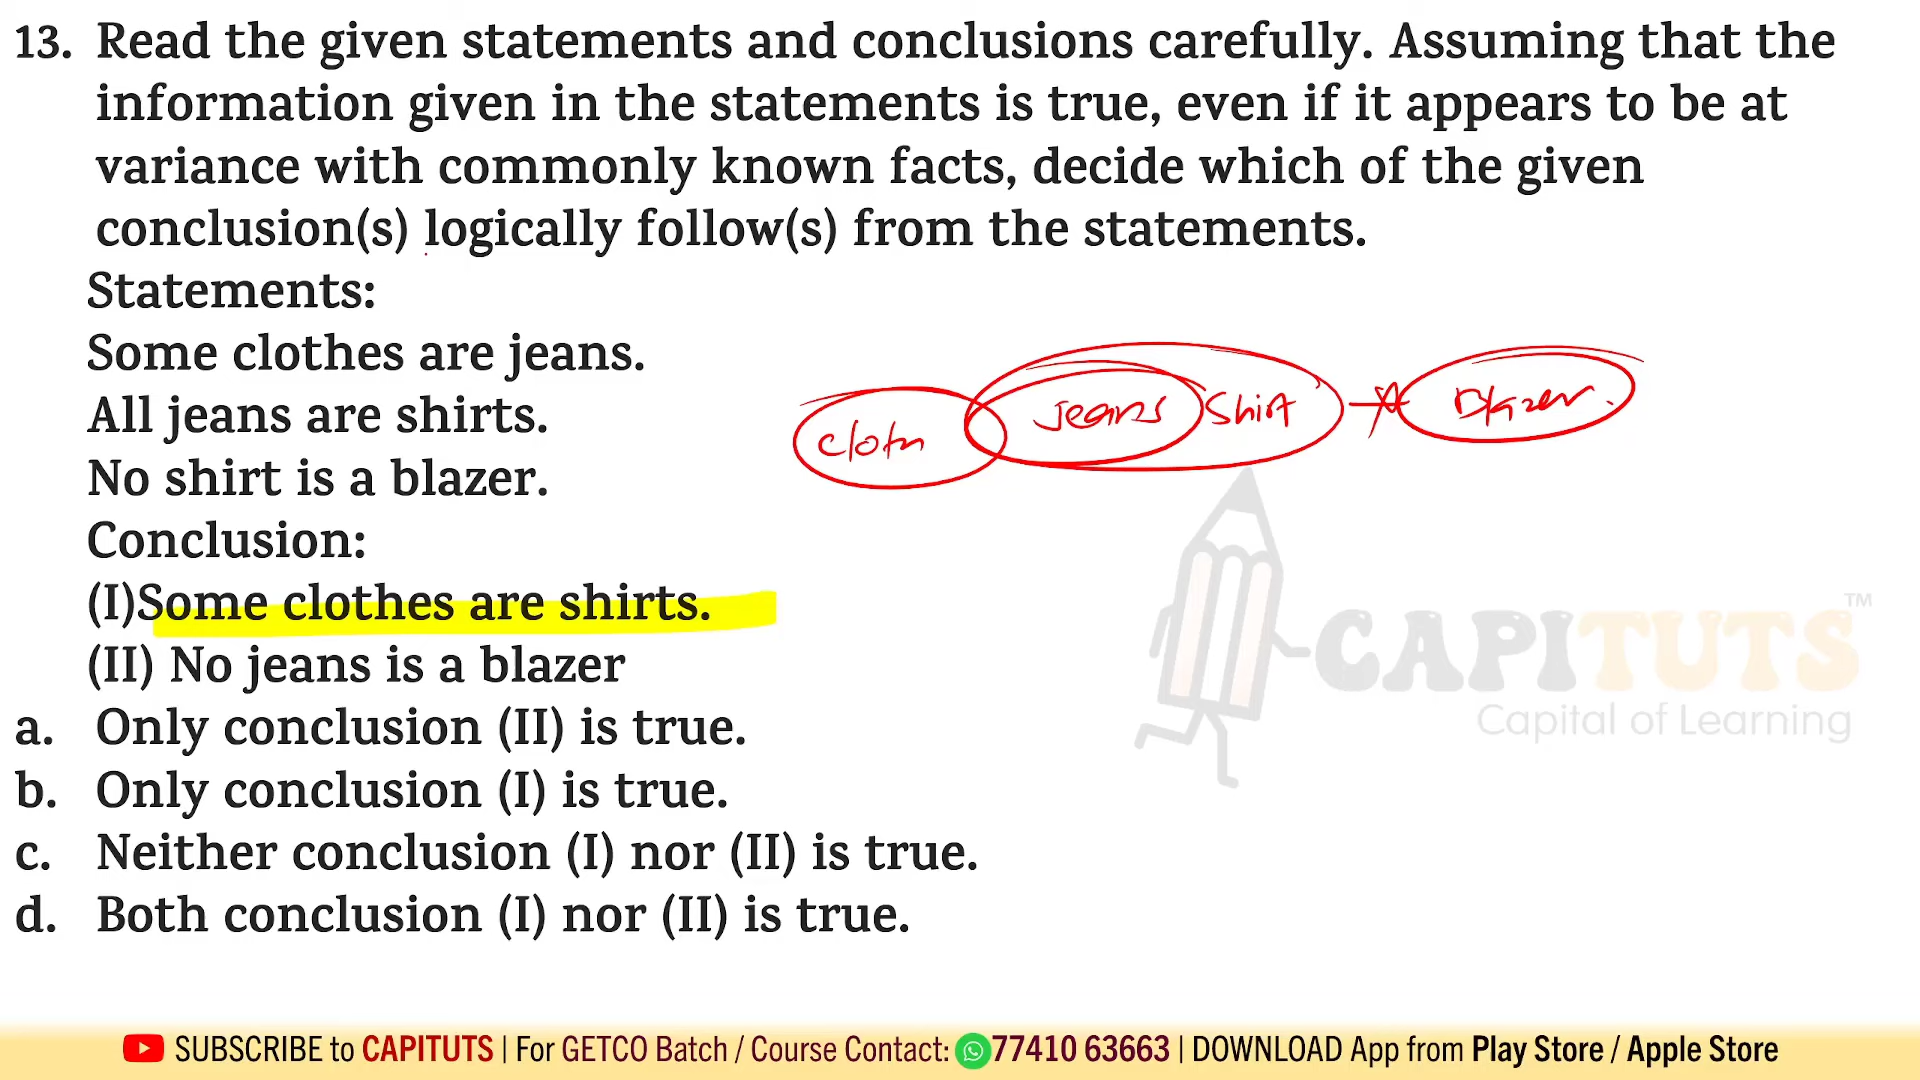 13. Read the given statements and conclusions carefully. Assuming that the
information given in the statements is true, even if it appears to be at
variance with commonly known facts, decide which of the given
conclusion(s) logically follow(s) from the statements.
Statements:
Some clothes are jeans.
All jeans are shirts.
No shirt is a blazer.
cloth
Jeans
Shirt
Blazer.
Conclusion:
(I)Some clothes are shirts.
(II) No jeans is a blazer
a. Only conclusion (II) is true.
b. Only conclusion (I) is true.
c. Neither conclusion (I) nor (II) is true.
d. Both conclusion (I) nor (II) is true.
CAPITUTS™
Capital of Learning
SUBSCRIBE to CAPITUTS | For GETCO Batch / Course Contact: 77410 63663 | DOWNLOAD App from Play Store / Apple Store